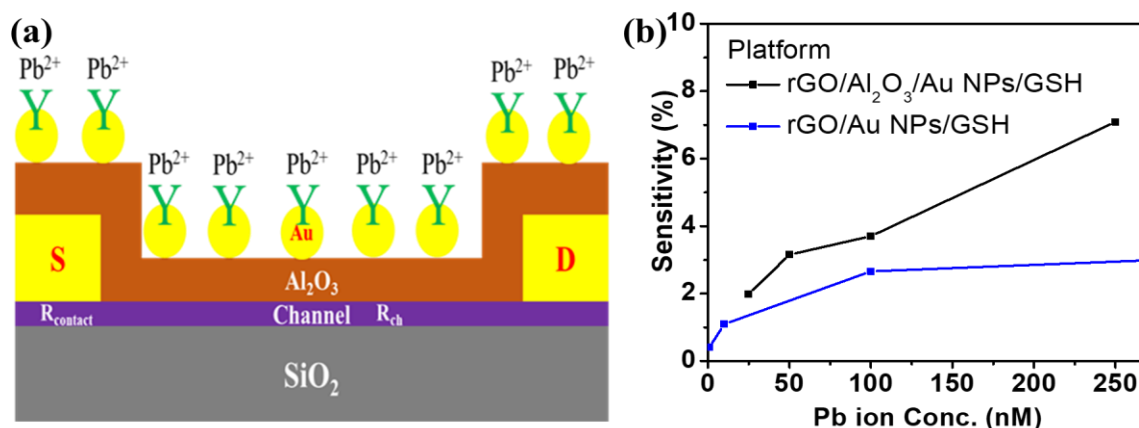 (a)
Pb²⁺ Pb²⁺ Pb²⁺ Pb²⁺
Y Y Y Y
Pb²⁺ Pb²⁺ Pb²⁺ Pb²⁺ Pb²⁺
Y Y Y Y Y
Au
S D
Al₂O₃
R_contact Channel R_ch
SiO₂
(b)
Platform
rGO/Al₂O₃/Au NPs/GSH
rGO/Au NPs/GSH
Sensitivity (%)
10
8
6
4
2
0
0 50 100 150 200 250
Pb ion Conc. (nM)